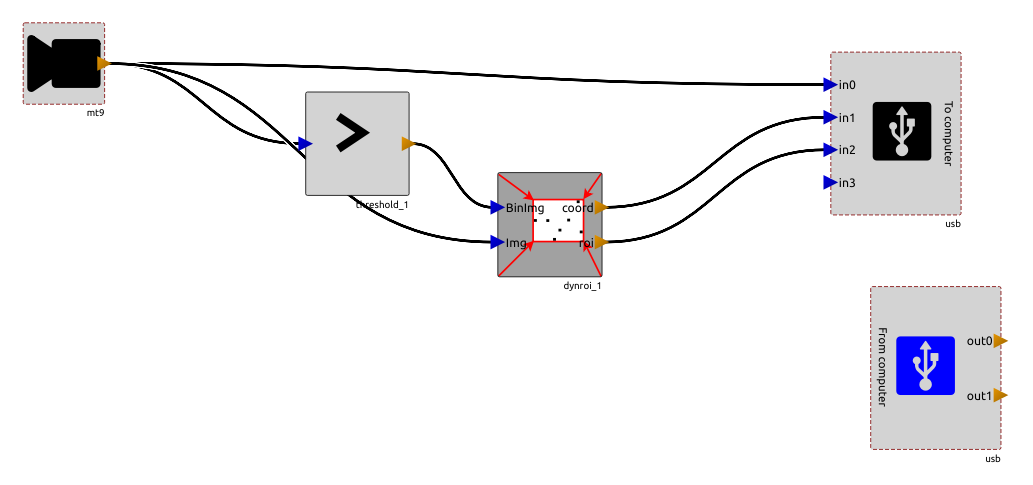 mt9
threshold_1
BinImg
coord
Img
roi
dynroi_1
in0
in1
in2
in3
To computer
usb
From computer
out0
out1
usb